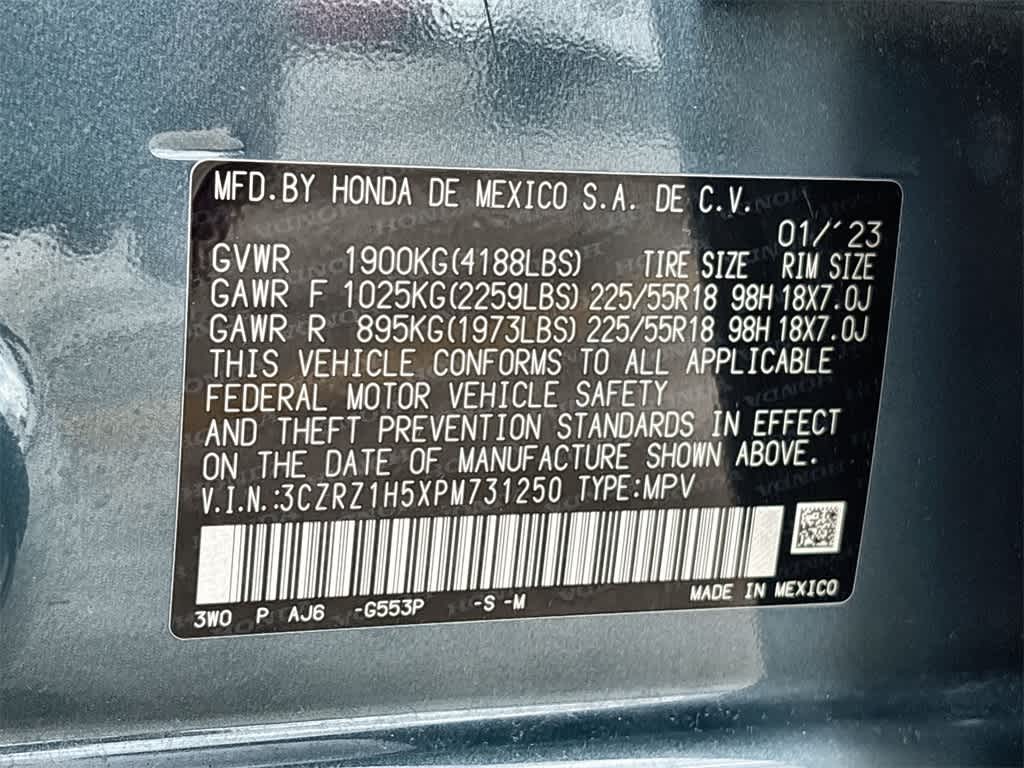 MFD.BY HONDA DE MEXICO S.A. DE C.V.
01/´23
GVWR 1900KG(4188LBS) TIRE SIZE RIM SIZE
GAWR F 1025KG(2259LBS) 225/55R18 98H 18X7.0J
GAWR R 895KG(1973LBS) 225/55R18 98H 18X7.0J
THIS VEHICLE CONFORMS TO ALL APPLICABLE
FEDERAL MOTOR VEHICLE SAFETY
AND THEFT PREVENTION STANDARDS IN EFFECT
ON THE DATE OF MANUFACTURE SHOWN ABOVE.
V.I.N.:3CZRZ1H5XPM731250 TYPE:MPV
3W0 P AJ6 -G553P -S -M MADE IN MEXICO